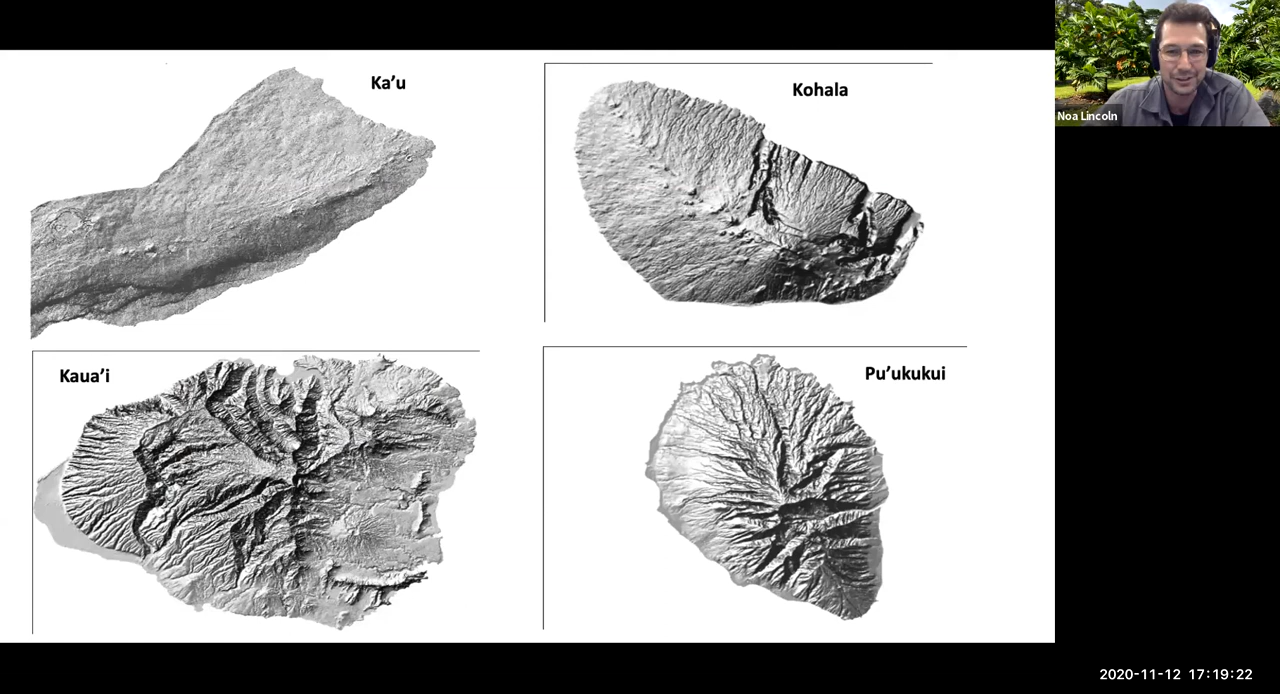 Ka’u
Kohala
Noa Lincoln
Kaua’i
Pu’ukukui
2020-11-12 17:19:22